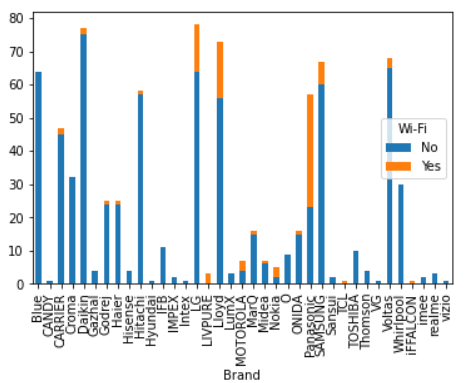 80
70
60
50
40
30
20
10
0
Wi-Fi
No
Yes
Blue
CANDY
CARRIER
Croma
Daikin
Gazhal
Godrej
Haier
Hisense
Hitachi
Hyundai
IFB
IMPEX
Intex
LG
LIVPURE
Lloyd
LumX
MOTOROLA
MarQ
Midea
Nokia
O
ONIDA
Panasonic
SAMSUNG
Sansui
TCL
TOSHIBA
Thomson
VG
Voltas
Whirlpool
iFFALCON
imee
realme
vizio
Brand